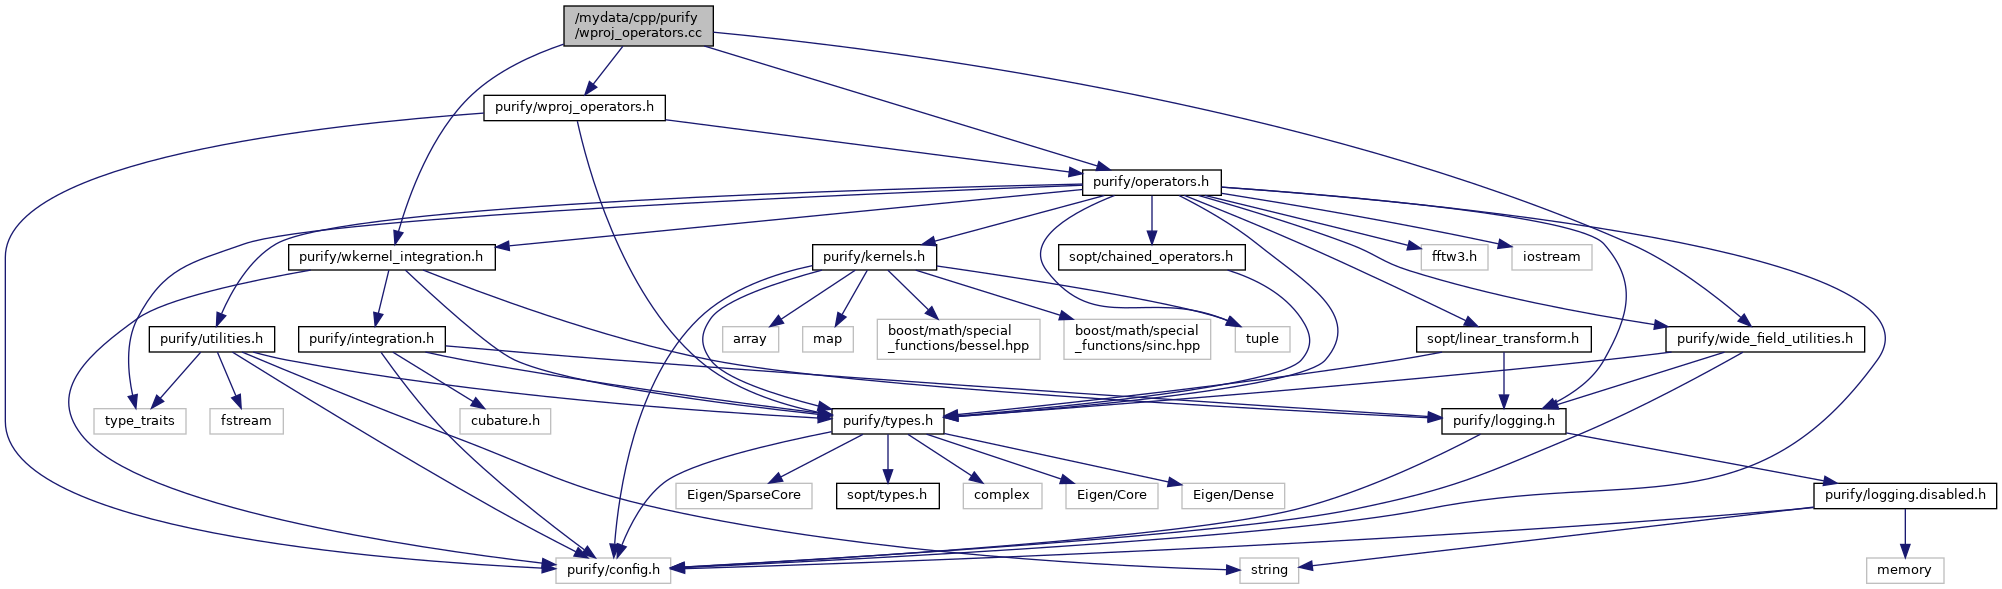 /mydata/cpp/purify
/wproj_operators.cc
purify/wproj_operators.h
purify/operators.h
purify/wkernel_integration.h
purify/kernels.h
sopt/chained_operators.h
fftw3.h
iostream
purify/utilities.h
purify/integration.h
array
map
boost/math/special
_functions/bessel.hpp
boost/math/special
_functions/sinc.hpp
tuple
sopt/linear_transform.h
purify/wide_field_utilities.h
type_traits
fstream
cubature.h
purify/types.h
purify/logging.h
Eigen/SparseCore
sopt/types.h
complex
Eigen/Core
Eigen/Dense
purify/logging.disabled.h
purify/config.h
string
memory